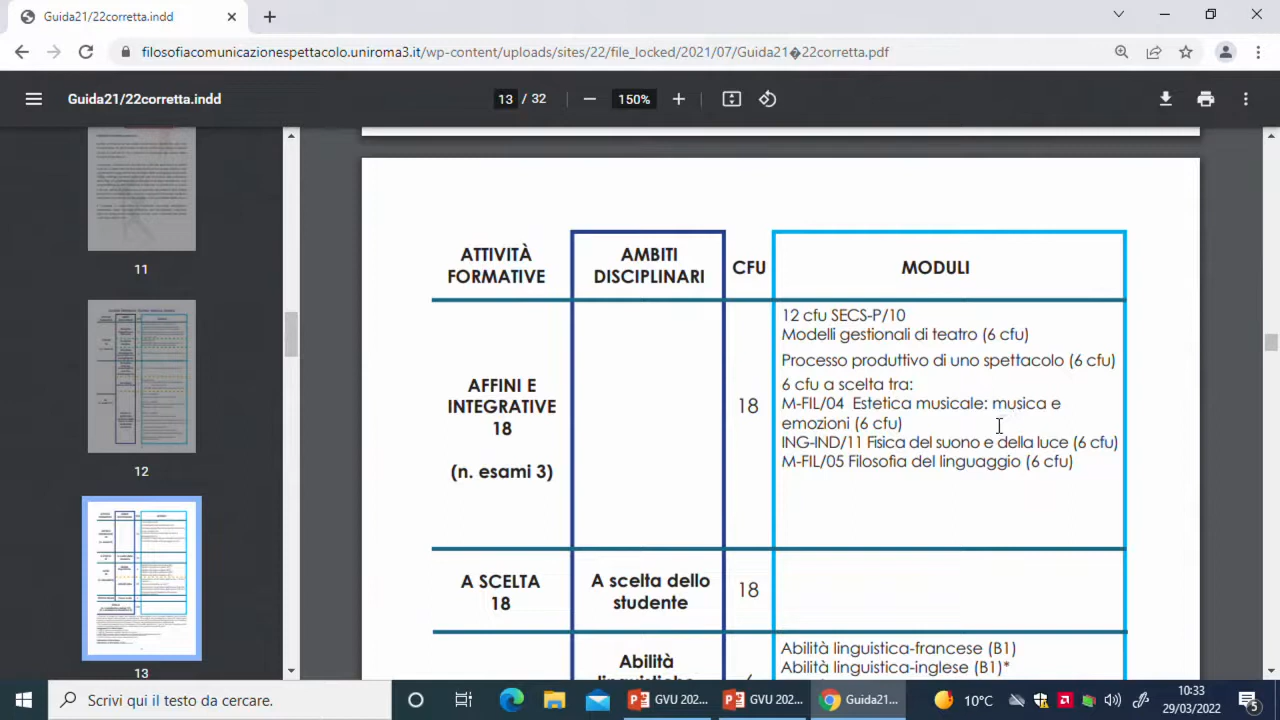 Guida21/22corretta.indd
filosofiacomunicazionespettacolo.uniroma3.it/wp-content/uploads/sites/22/file_locked/2021/07/Guida21�22corretta.pdf
Guida21/22corretta.indd
13 / 32
150%
11
12
13
ATTIVITÀ FORMATIVE
AMBITI DISCIPLINARI
CFU
MODULI
AFFINI E
INTEGRATIVE
18
(n. esami 3)
18
12 cfu SECS-P/10
Modelli gestionali di teatro (6 cfu)
Processo produttivo di uno spettacolo (6 cfu)
6 cfu a scelta tra:
M-FIL/04 Estetica musicale: musica e
emozioni (6 cfu)
ING-IND/11 Fisica del suono e della luce (6 cfu)
M-FIL/05 Filosofia del linguaggio (6 cfu)
A SCELTA
18
A scelta dello
studente
18
Abilità
Abilità linguistica-francese (B1)
Abilità linguistica-inglese (B1)*
Scrivi qui il testo da cercare.
GVU 202...
GVU 202...
Guida21...
10°C
10:33
29/03/2022
5